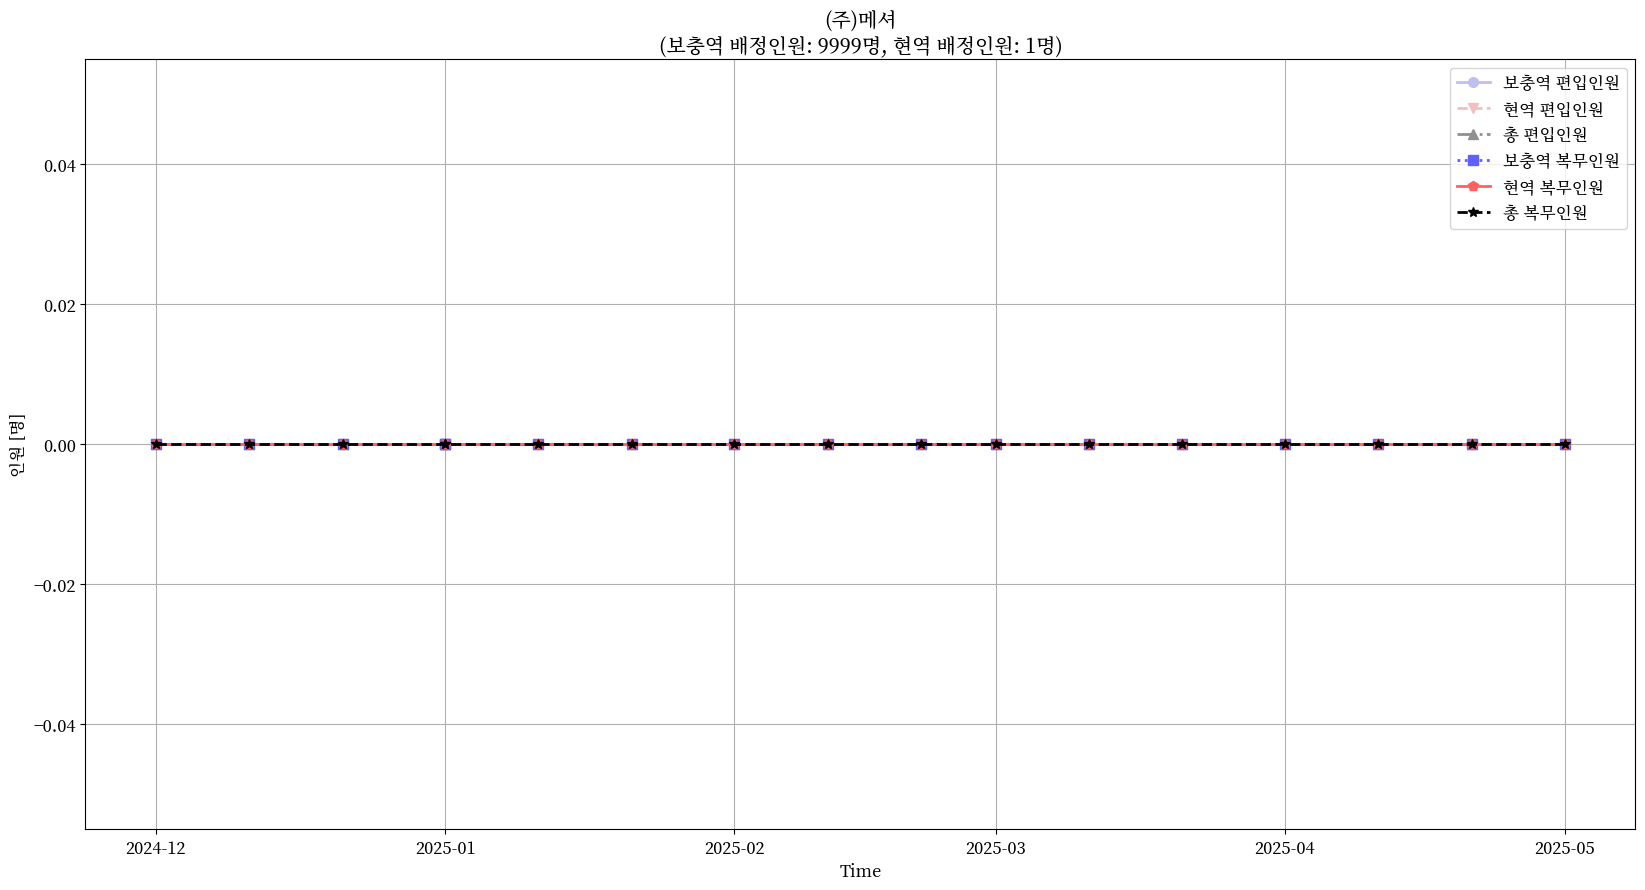 (주)메셔
(보충역 배정인원: 9999명, 현역 배정인원: 1명)
보충역 편입인원
현역 편입인원
총 편입인원
보충역 복무인원
현역 복무인원
총 복무인원
인원 [명]
0.04
0.02
0.00
−0.02
−0.04
2024-12 2025-01 2025-02 2025-03 2025-04 2025-05
Time